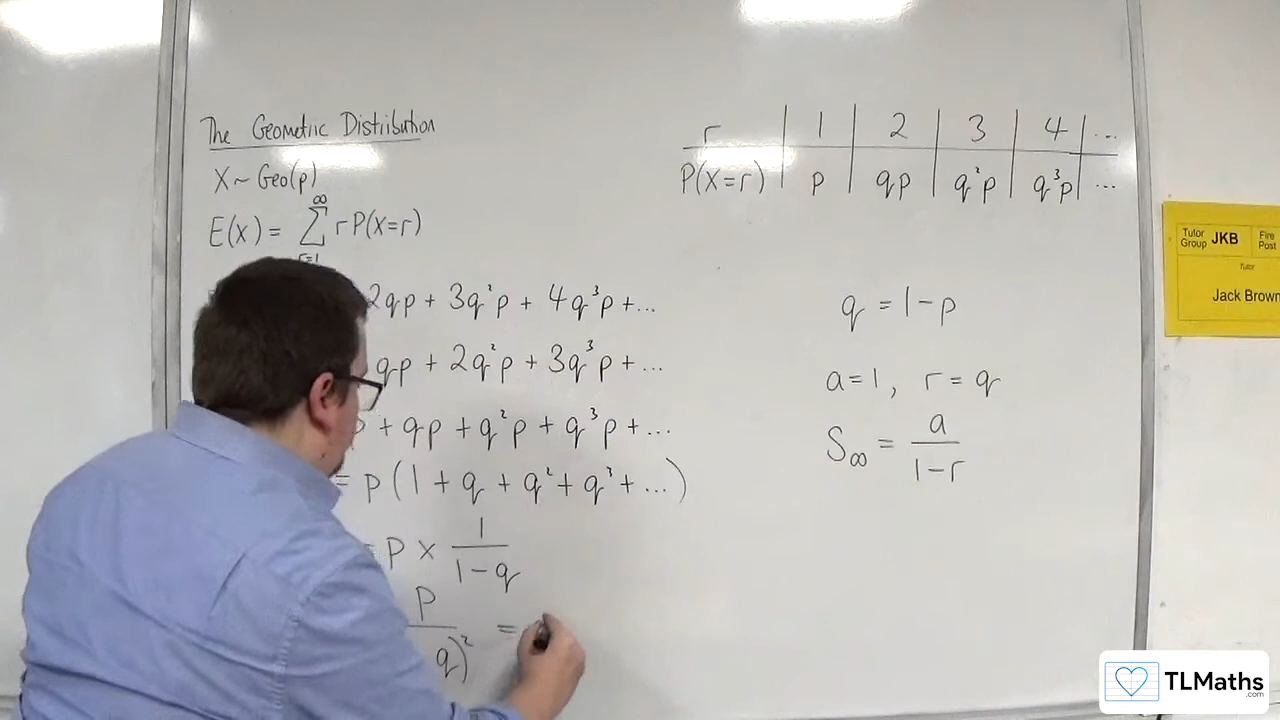 The Geometric Distribution
X ~ Geo(p)
E(X) = ∞ Σ r=1 rP(X=r)
2qp + 3q²p + 4q³p + ...
qp + 2q²p + 3q³p + ...
+ qp + q²p + q³p + ...
= p(1 + q + q² + q³ + ...)
= p × 1/(1-q)
p/ q)² =
r | 1 | 2 | 3 | 4 | ...
P(X=r) | p | qp | q²p | q³p | ...
q = 1-p
a=1, r=q
S∞ = a/(1-r)
Tutor Group JKB Fire Post
Tutor
Jack Brown
TLMaths
.com